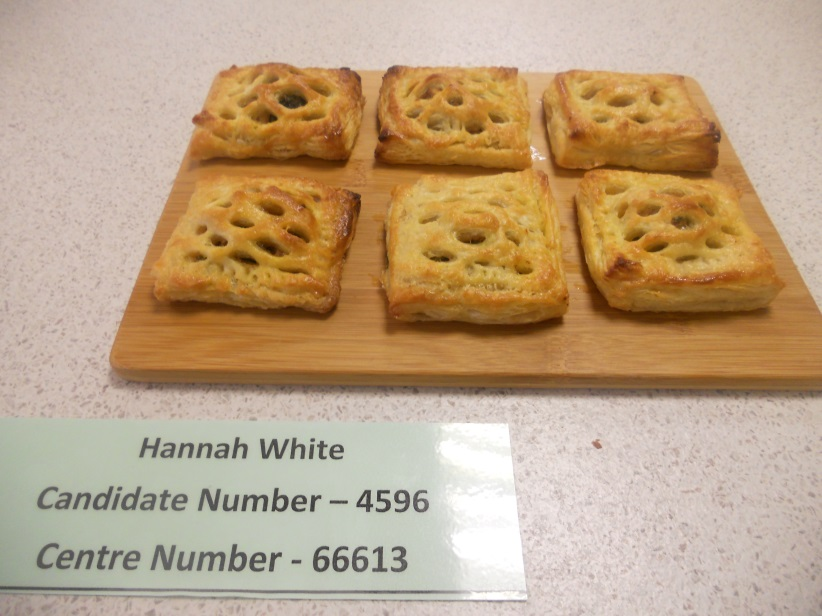 Hannah White
Candidate Number – 4596
Centre Number - 66613